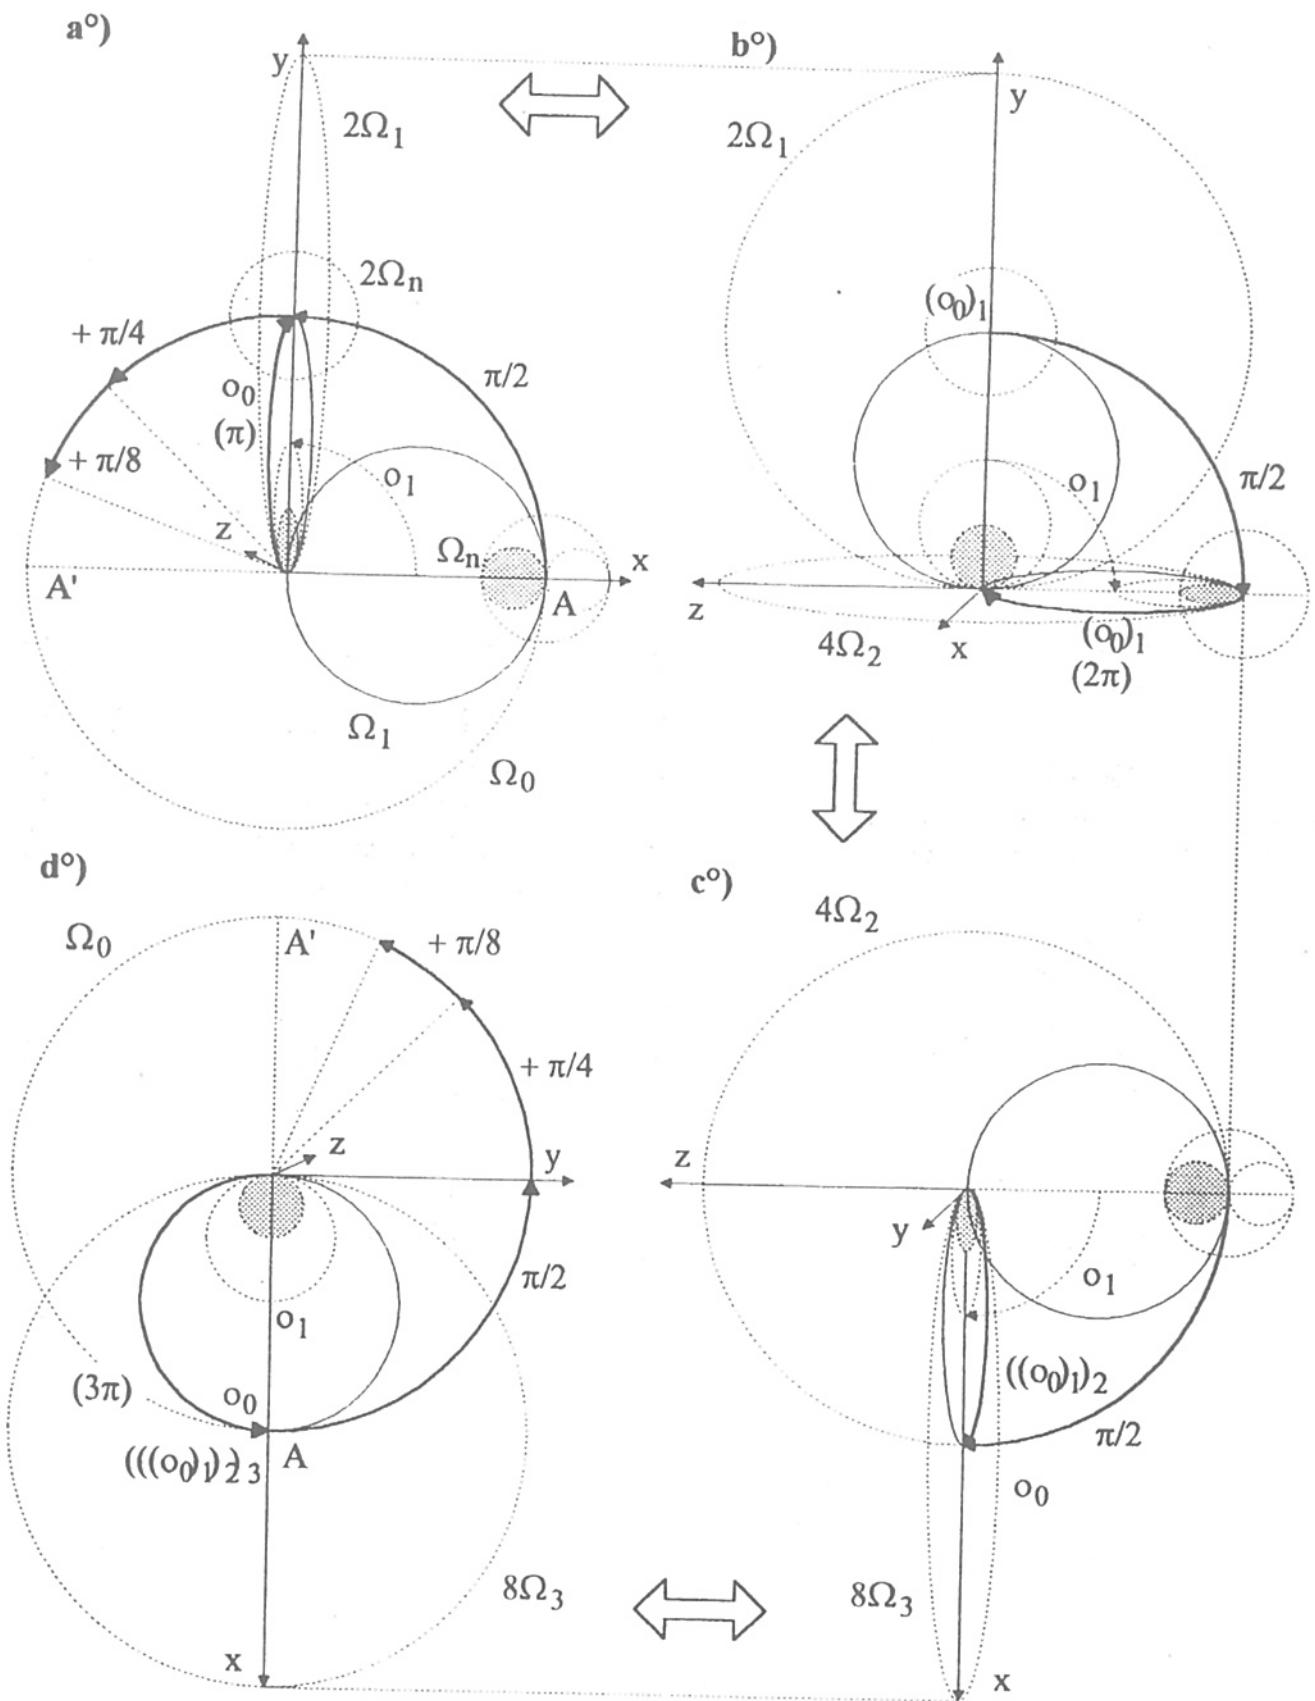 a°)
y
2Ω₁
2Ωₙ
+ π/4
π/2
o₀
(π)
+ π/8
o₁
z
Ωₙ
x
A'
A
Ω₁
Ω₀
b°)
y
2Ω₁
(o₀)₁
o₁
π/2
z
x
4Ω₂
(o₀)₁
(2π)
d°)
Ω₀
A'
+ π/8
+ π/4
z
y
π/2
o₁
(3π)
o₀
(((o₀)₁)₂)₃
A
8Ω₃
x
c°)
4Ω₂
z
y
o₁
((o₀)₁)₂
π/2
o₀
8Ω₃
x